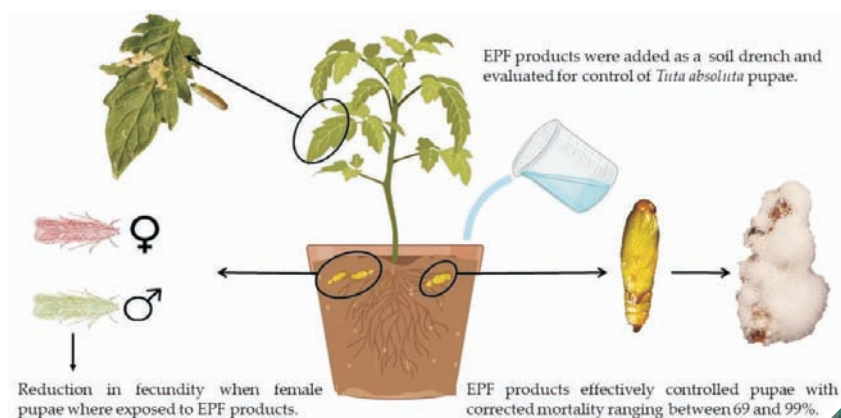 EPF products were added as a soil drench and
evaluated for control of Tuta absoluta pupae.
♀
♂
Reduction in fecundity when female
pupae where exposed to EPF products.
EPF products effectively controlled pupae with
corrected mortality ranging between 69 and 99%.